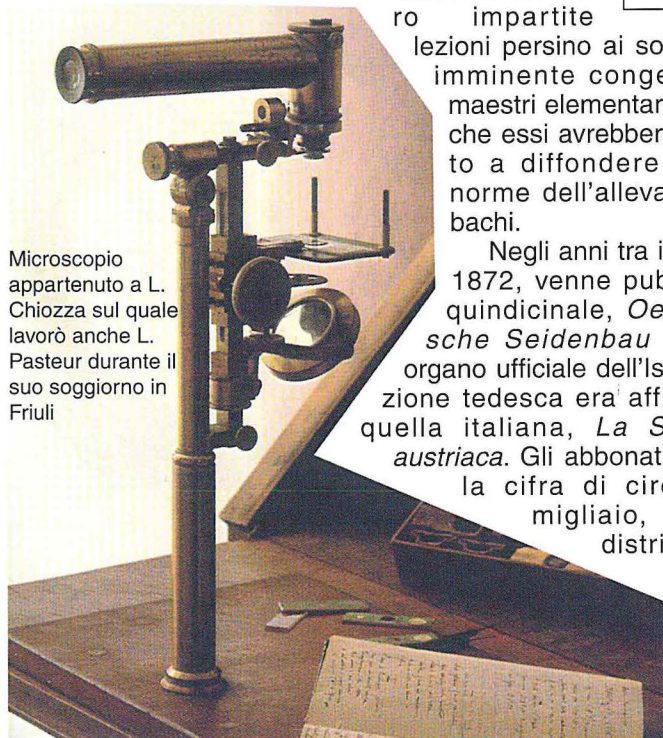 Microscopio
appartenuto a L.
Chiozza sul quale
lavorò anche L.
Pasteur durante il
suo soggiorno in
Friuli
ro impartite
lezioni persino ai so
imminente conge
maestri elementar
che essi avrebber
to a diffondere
norme dell'alleva
bachi.
Negli anni tra i
1872, venne pub
quindicinale, Oe
sche Seidenbau
organo ufficiale dell'Is
zione tedesca era aff
quella italiana, La S
austriaca. Gli abbonat
la cifra di circ
migliaio,
distri